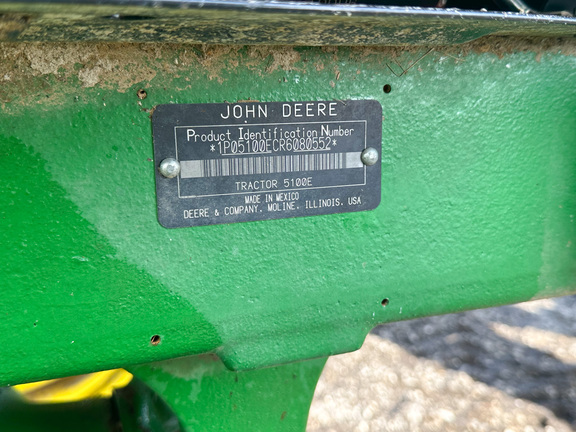 JOHN DEERE
Product Identification Number
*1P05100ECR6080552*
TRACTOR 5100E
MADE IN MEXICO
DEERE & COMPANY, MOLINE, ILLINOIS, USA